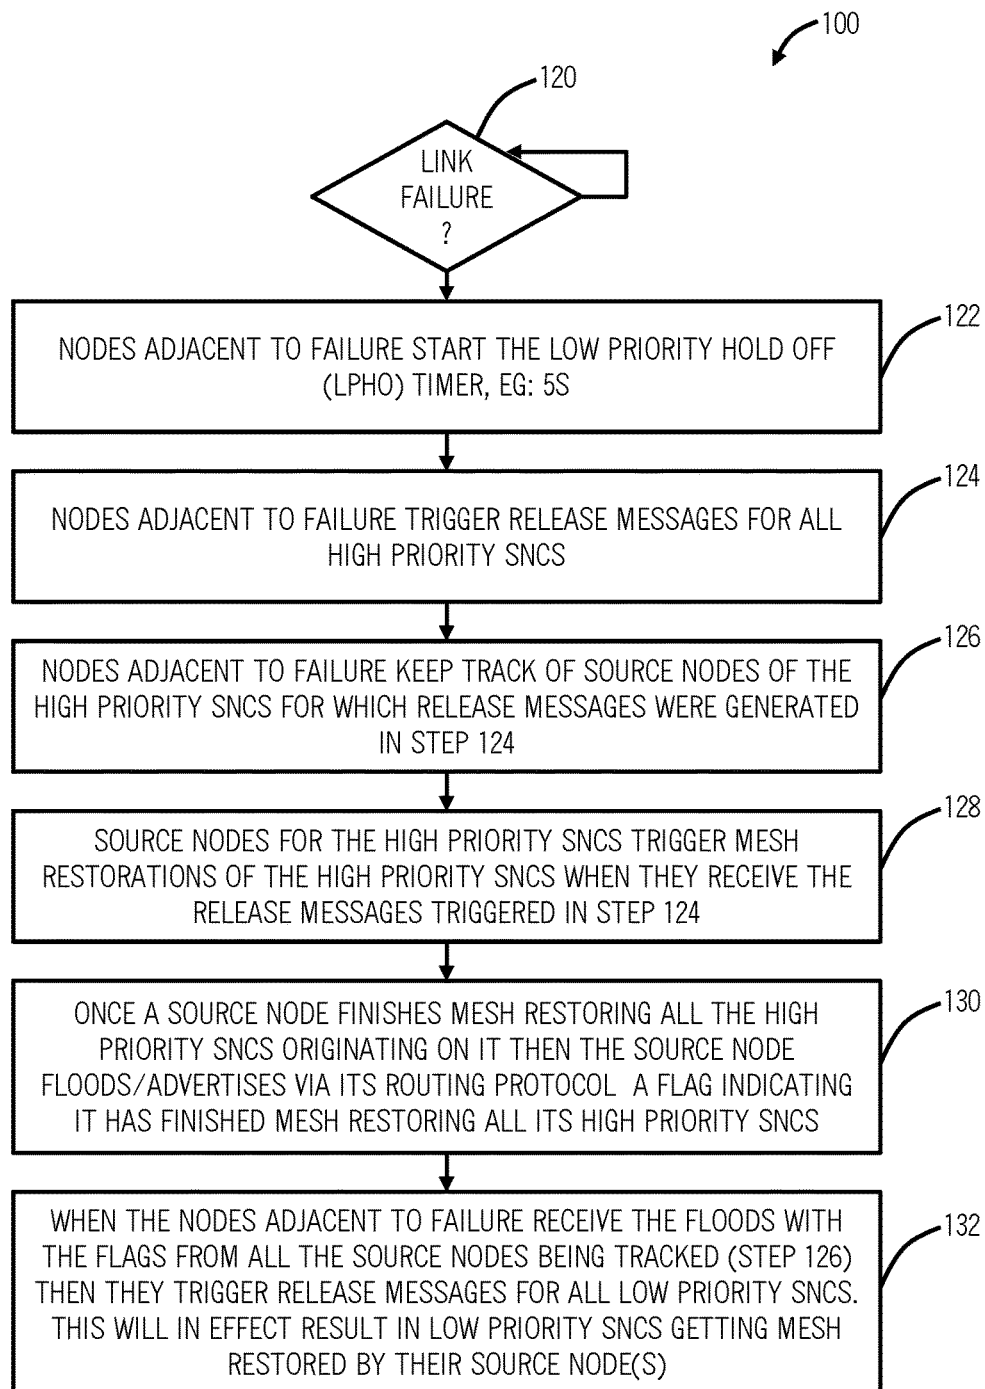 100
120
LINK
FAILURE
?
122
NODES ADJACENT TO FAILURE START THE LOW PRIORITY HOLD OFF
(LPHO) TIMER, EG: 5S
124
NODES ADJACENT TO FAILURE TRIGGER RELEASE MESSAGES FOR ALL
HIGH PRIORITY SNCS
126
NODES ADJACENT TO FAILURE KEEP TRACK OF SOURCE NODES OF THE
HIGH PRIORITY SNCS FOR WHICH RELEASE MESSAGES WERE GENERATED
IN STEP 124
128
SOURCE NODES FOR THE HIGH PRIORITY SNCS TRIGGER MESH
RESTORATIONS OF THE HIGH PRIORITY SNCS WHEN THEY RECEIVE THE
RELEASE MESSAGES TRIGGERED IN STEP 124
130
ONCE A SOURCE NODE FINISHES MESH RESTORING ALL THE HIGH
PRIORITY SNCS ORIGINATING ON IT THEN THE SOURCE NODE
FLOODS/ADVERTISES VIA ITS ROUTING PROTOCOL A FLAG INDICATING
IT HAS FINISHED MESH RESTORING ALL ITS HIGH PRIORITY SNCS
132
WHEN THE NODES ADJACENT TO FAILURE RECEIVE THE FLOODS WITH
THE FLAGS FROM ALL THE SOURCE NODES BEING TRACKED (STEP 126)
THEN THEY TRIGGER RELEASE MESSAGES FOR ALL LOW PRIORITY SNCS.
THIS WILL IN EFFECT RESULT IN LOW PRIORITY SNCS GETTING MESH
RESTORED BY THEIR SOURCE NODE(S)